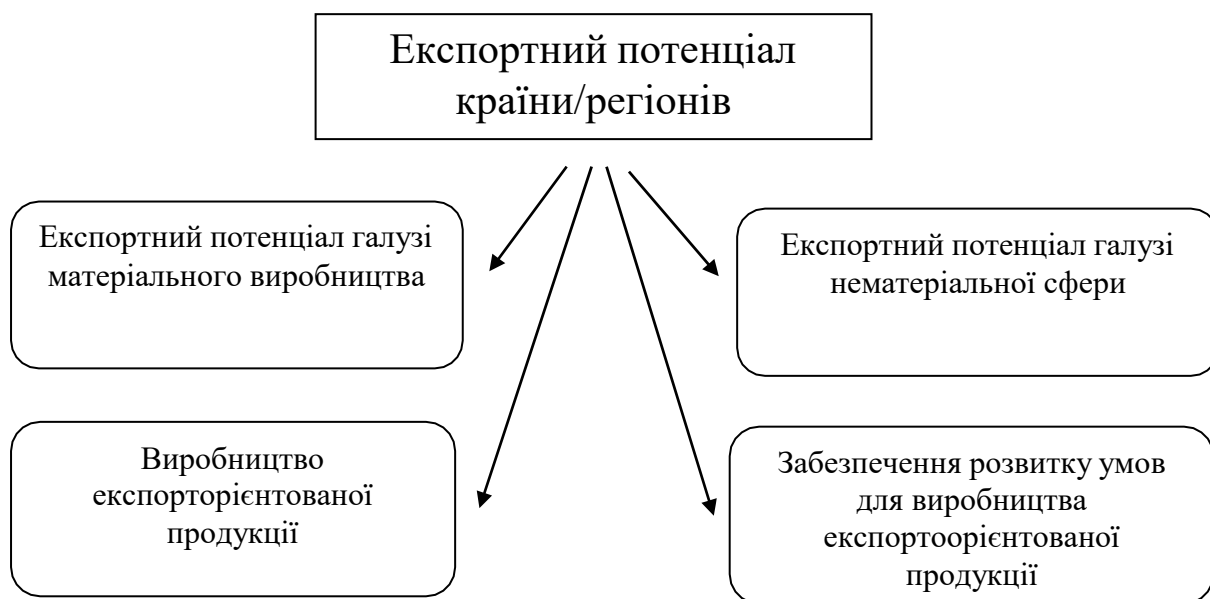 Експортний потенціал
країни/регіонів
Експортний потенціал галузі
матеріального виробництва
Експортний потенціал галузі
нематеріальної сфери
Виробництво
експорторієнтованої
продукції
Забезпечення розвитку умов
для виробництва
експортоорієнтованої
продукції